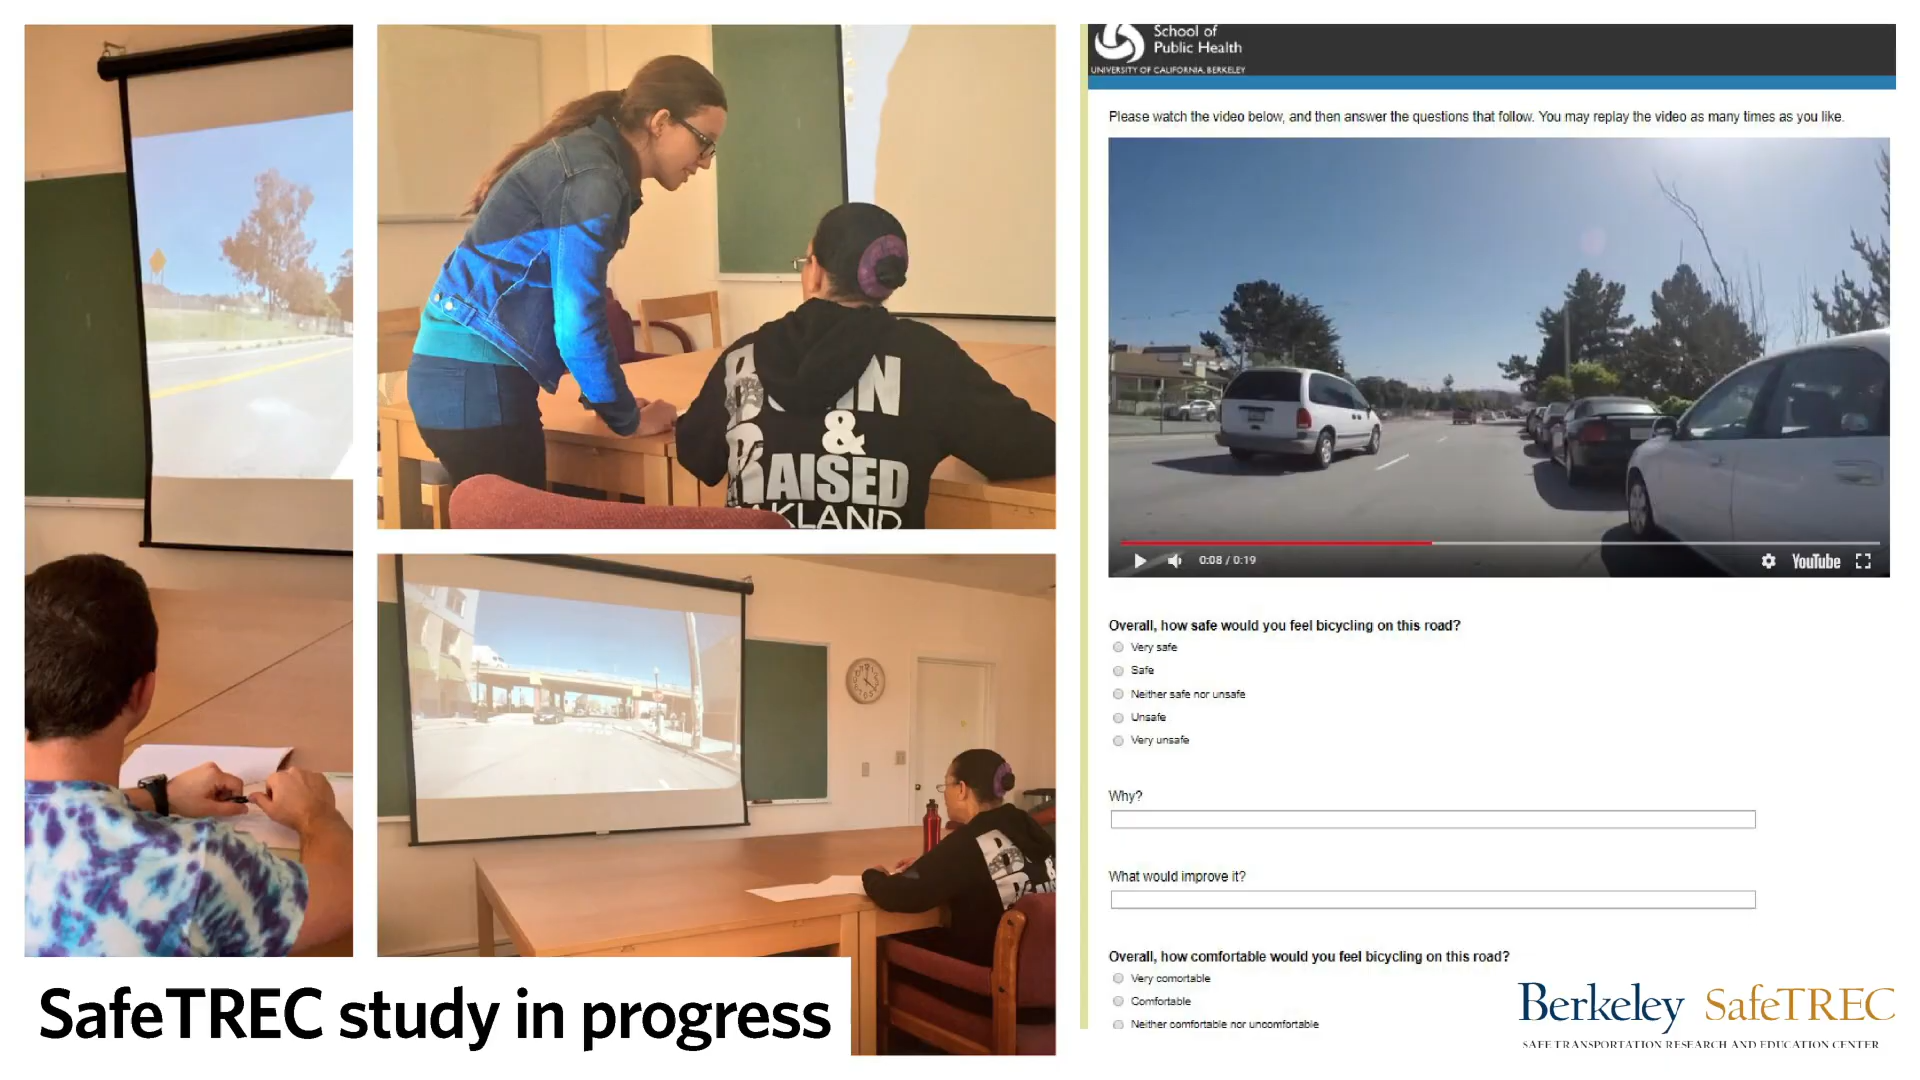 &
RAISED
School of
Public Health
UNIVERSITY OF CALIFORNIA, BERKELEY
Please watch the video below, and then answer the questions that follow. You may replay the video as many times as you like.
0:08 / 0:19
YouTube
Overall, how safe would you feel bicycling on this road?
Very safe
Safe
Neither safe nor unsafe
Unsafe
Very unsafe
Why?
What would improve it?
Overall, how comfortable would you feel bicycling on this road?
Very comortable
Comfortable
Neither comfortable nor uncomfortable
SafeTREC study in progress
Berkeley SafeTREC
SAFE TRANSPORTATION RESEARCH AND EDUCATION CENTER